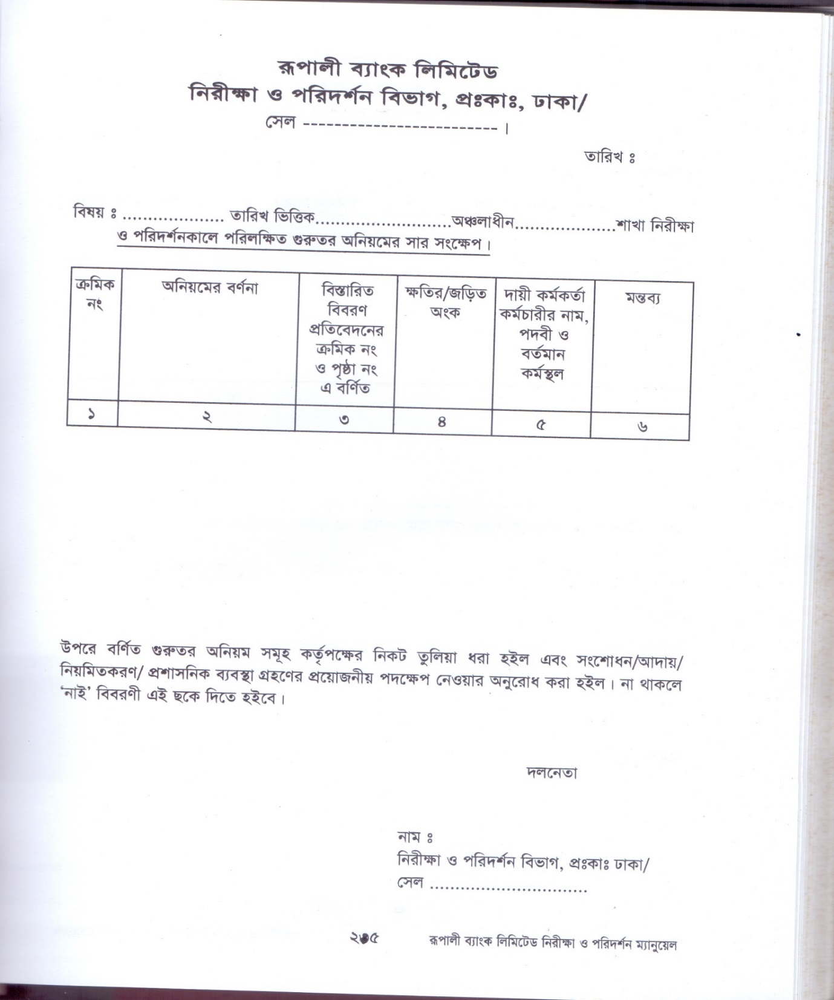 রূপালী ব্যাংক লিমিটেড
নিরীক্ষা ও পরিদর্শন বিভাগ, প্রঃকাঃ, ঢাকা/
সেল ------------------------- ।
তারিখ ঃ
বিষয় ঃ .................... তারিখ ভিত্তিক...........................অঞ্চলাধীন....................শাখা নিরীক্ষা
ও পরিদর্শনকালে পরিলক্ষিত গুরুতর অনিয়মের সার সংক্ষেপ ।
ক্রমিক
নং
অনিয়মের বর্ণনা
বিস্তারিত
বিবরণ
প্রতিবেদনের
ক্রমিক নং
ও পৃষ্ঠা নং
এ বর্ণিত
ক্ষতির/জড়িত
অংক
দায়ী কর্মকর্তা
কর্মচারীর নাম,
পদবী ও
বর্তমান
কর্মস্থল
মন্তব্য
১ ২ ৩ ৪ ৫ ৬
উপরে বর্ণিত গুরুতর অনিয়ম সমূহ কর্তৃপক্ষের নিকট তুলিয়া ধরা হইল এবং সংশোধন/আদায়/
নিয়মিতকরণ/ প্রশাসনিক ব্যবস্থা গ্রহণের প্রয়োজনীয় পদক্ষেপ নেওয়ার অনুরোধ করা হইল । না থাকলে
‘নাই’ বিবরণী এই ছকে দিতে হইবে ।
দলনেতা
নাম ঃ
নিরীক্ষা ও পরিদর্শন বিভাগ, প্রঃকাঃ ঢাকা/
সেল ...............................
রূপালী ব্যাংক লিমিটেড নিরীক্ষা ও পরিদর্শন ম্যানুয়েল